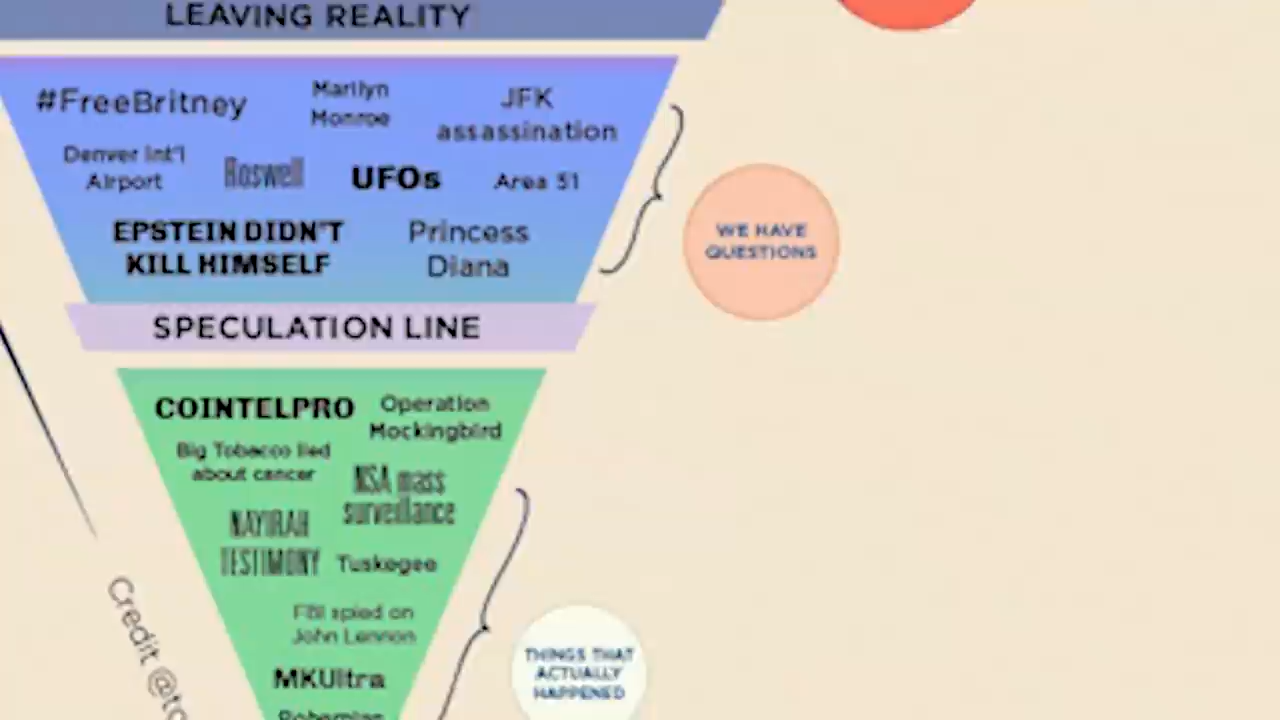 LEAVING REALITY
#FreeBritney
Marilyn
Monroe
JFK
assassination
Denver Int'l
Airport
Roswell
UFOs
Area 51
EPSTEIN DIDN'T
KILL HIMSELF
Princess
Diana
WE HAVE
QUESTIONS
SPECULATION LINE
COINTELPRO
Operation
Mockingbird
Big Tobacco lied
about cancer
NSA mass
surveillance
NAYIRAH
TESTIMONY
Tuskegee
FBI spied on
John Lennon
MKUltra
Bohemian
THINGS THAT
ACTUALLY
HAPPENED
Credit